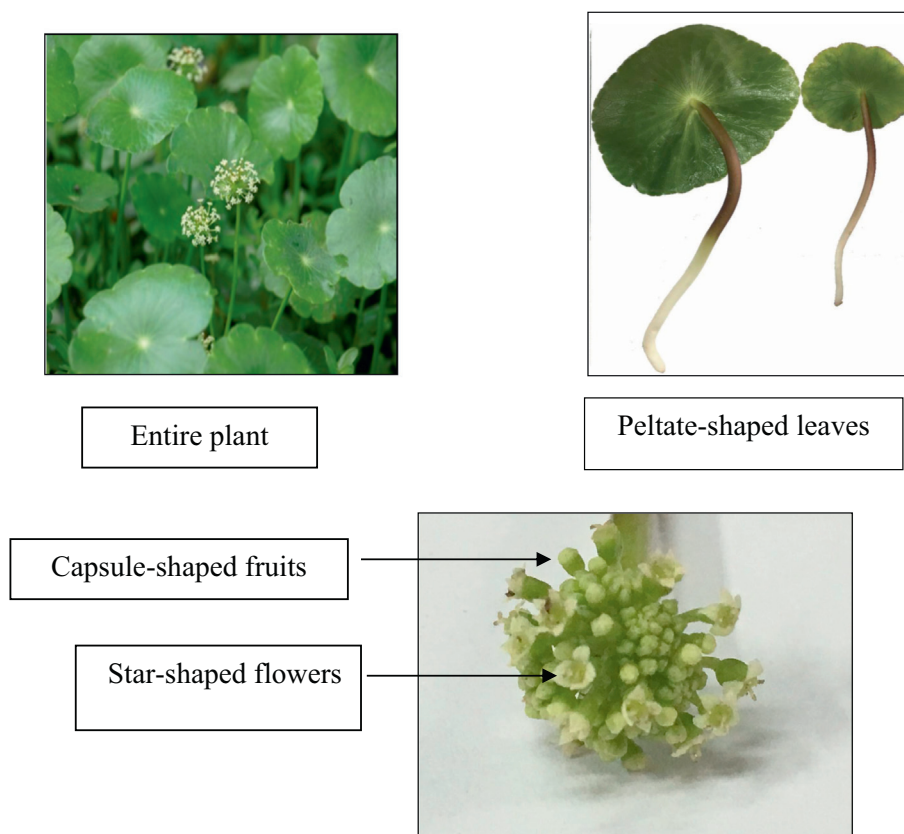 Entire plant
Peltate-shaped leaves
Capsule-shaped fruits
Star-shaped flowers